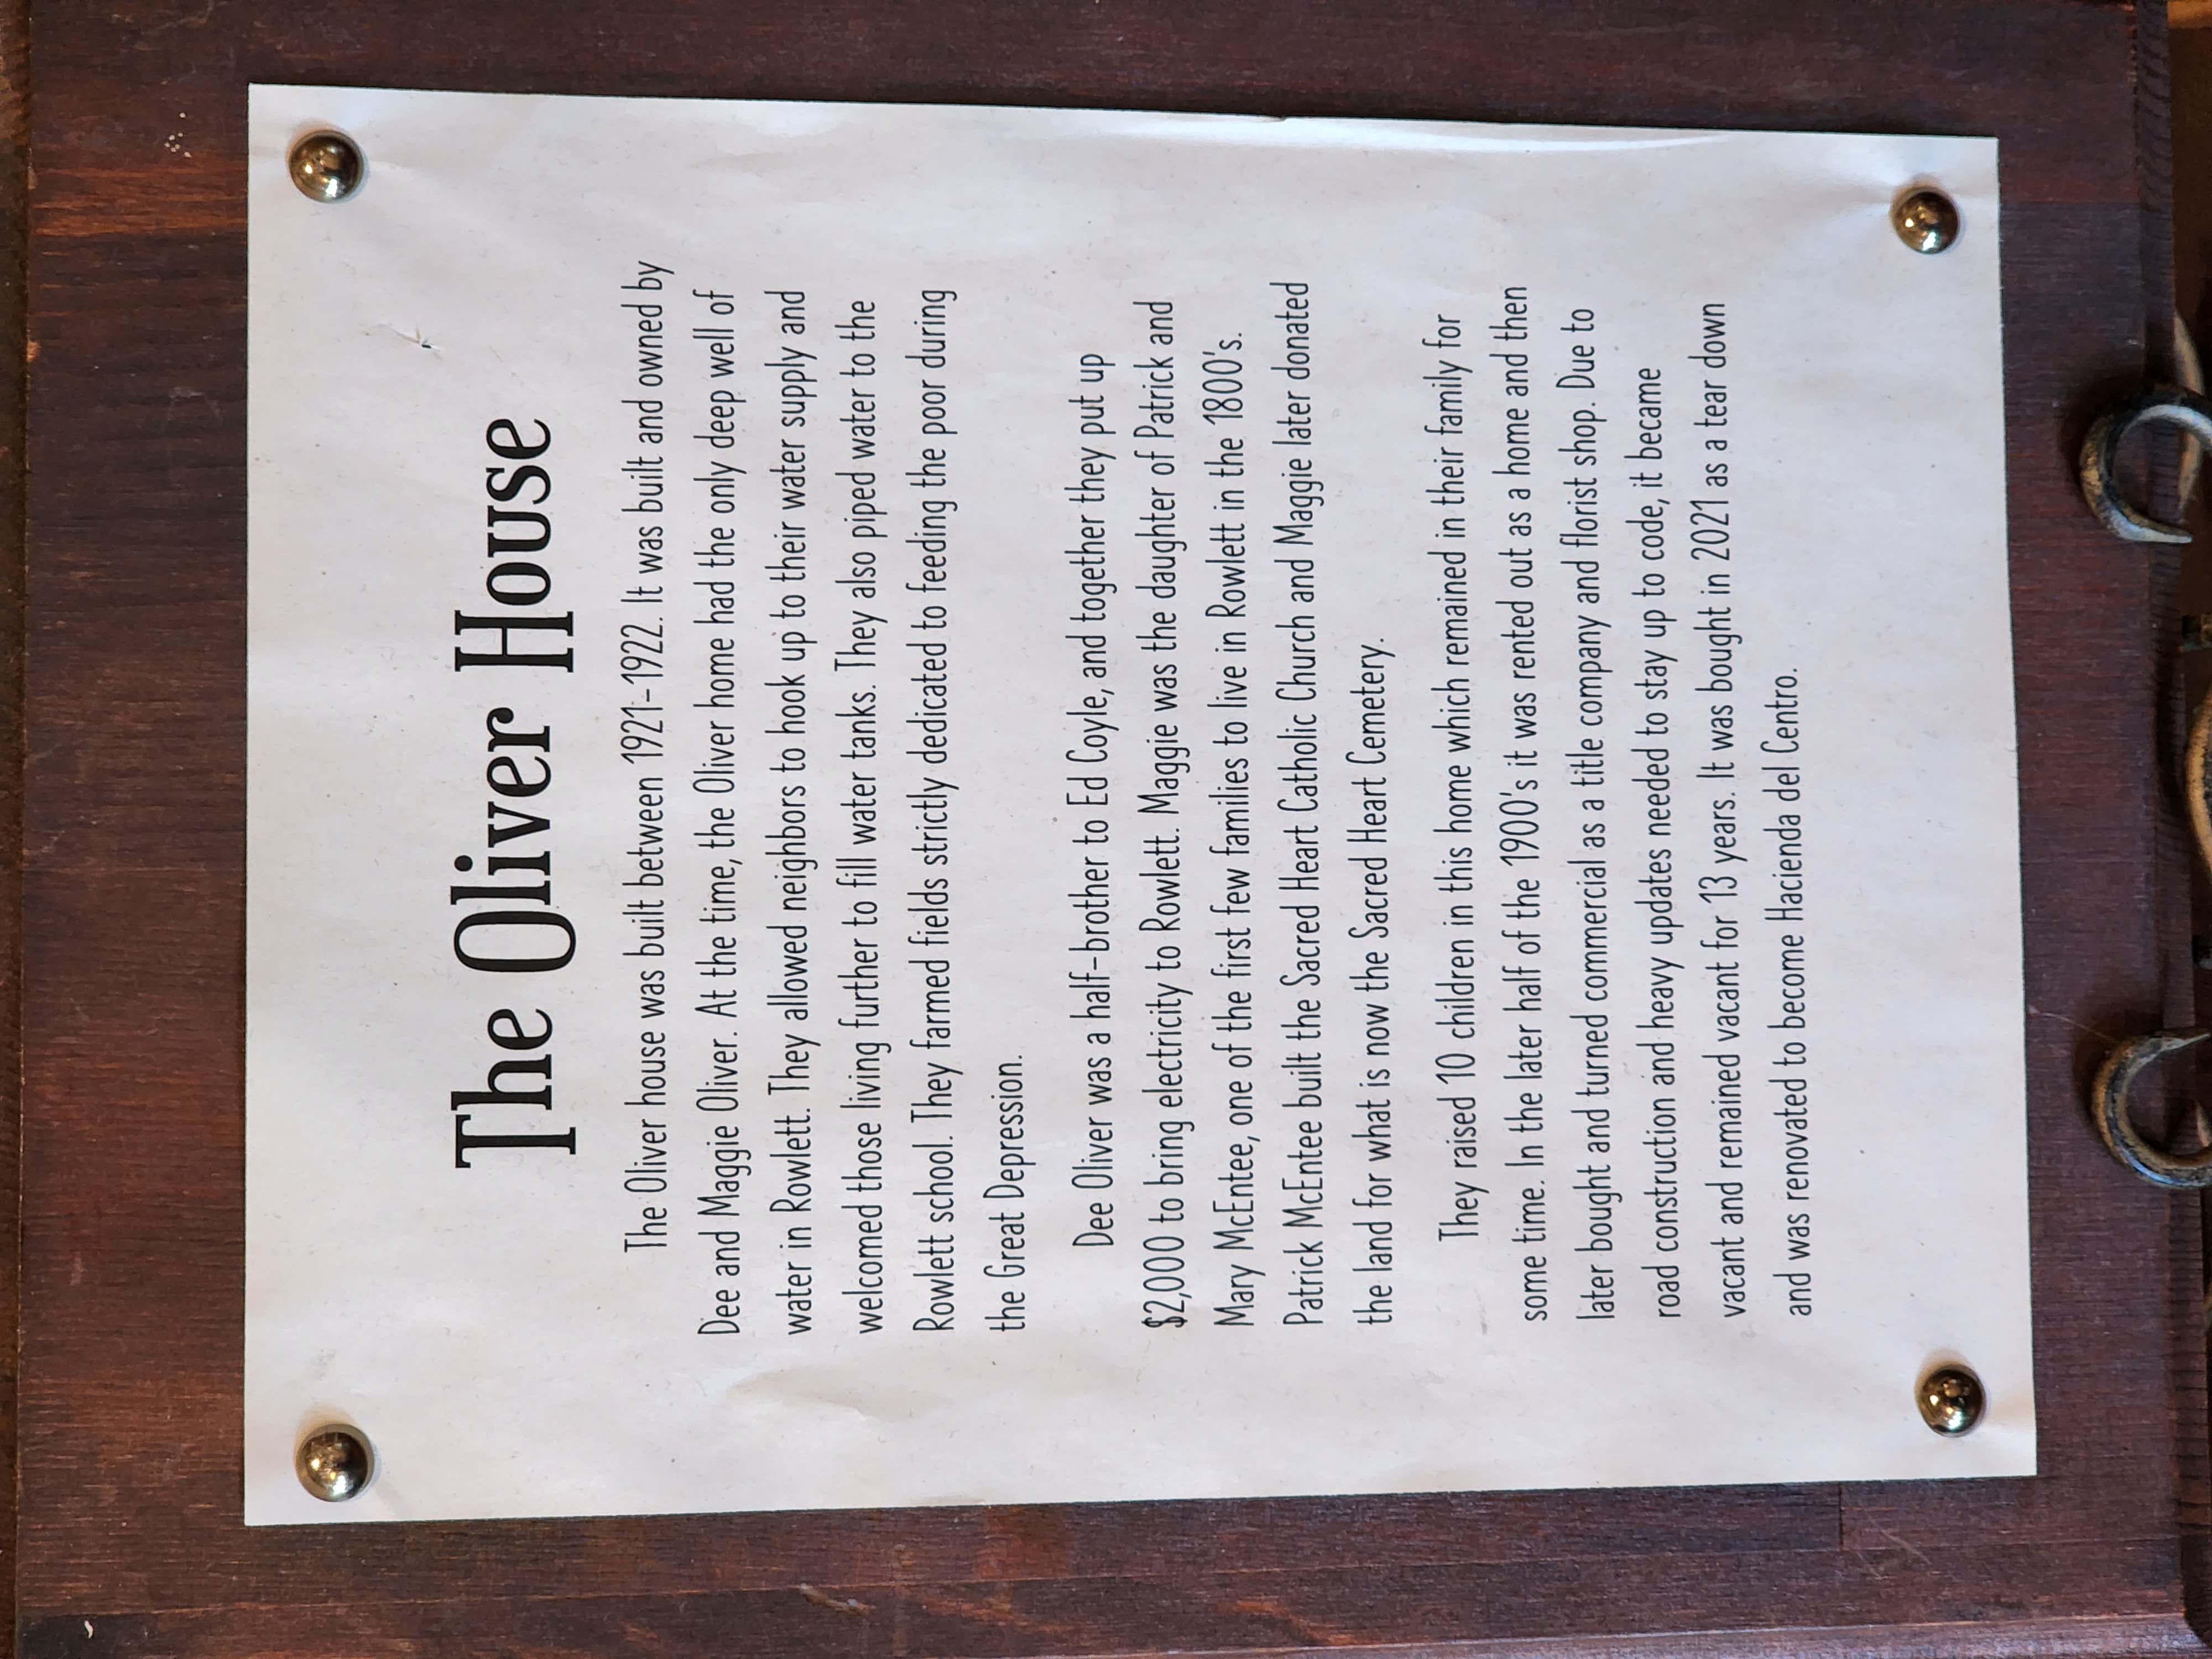 The Oliver House
The Oliver house was built between 1921-1922. It was built and owned by
Dee and Maggie Oliver. At the time, the Oliver home had the only deep well of
water in Rowlett. They allowed neighbors to hook up to their water supply and
welcomed those living further to fill water tanks. They also piped water to the
Rowlett school. They farmed fields strictly dedicated to feeding the poor during
the Great Depression.
Dee Oliver was a half-brother to Ed Coyle, and together they put up
$2,000 to bring electricity to Rowlett. Maggie was the daughter of Patrick and
Mary McEntee, one of the first few families to live in Rowlett in the 1800's.
Patrick McEntee built the Sacred Heart Catholic Church and Maggie later donated
the land for what is now the Sacred Heart Cemetery.
They raised 10 children in this home which remained in their family for
some time. In the later half of the 1900's it was rented out as a home and then
later bought and turned commercial as a title company and florist shop. Due to
road construction and heavy updates needed to stay up to code, it became
vacant and remained vacant for 13 years. It was bought in 2021 as a tear down
and was renovated to become Hacienda del Centro.